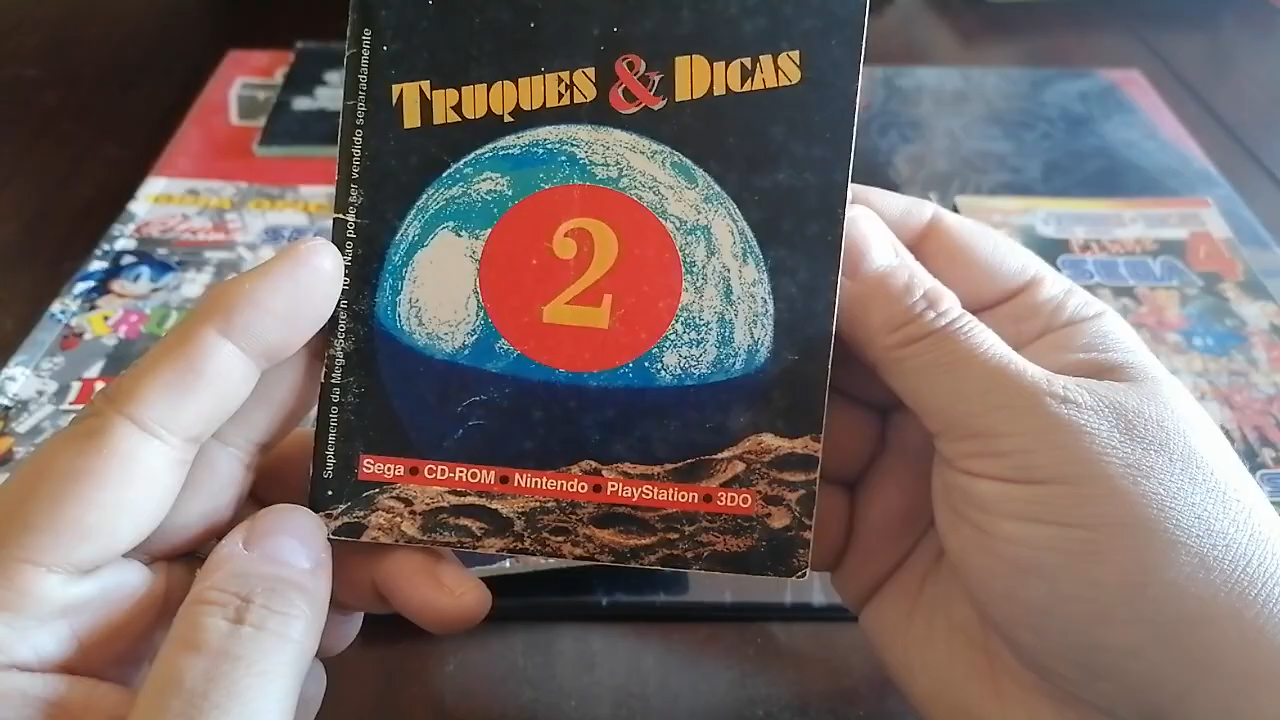 TRUQUES & DICAS
2
Suplemento da Mega Score nº 10 - Não pode ser vendido separadamente
Sega • CD-ROM • Nintendo • PlayStation • 3DO
SEGA
4